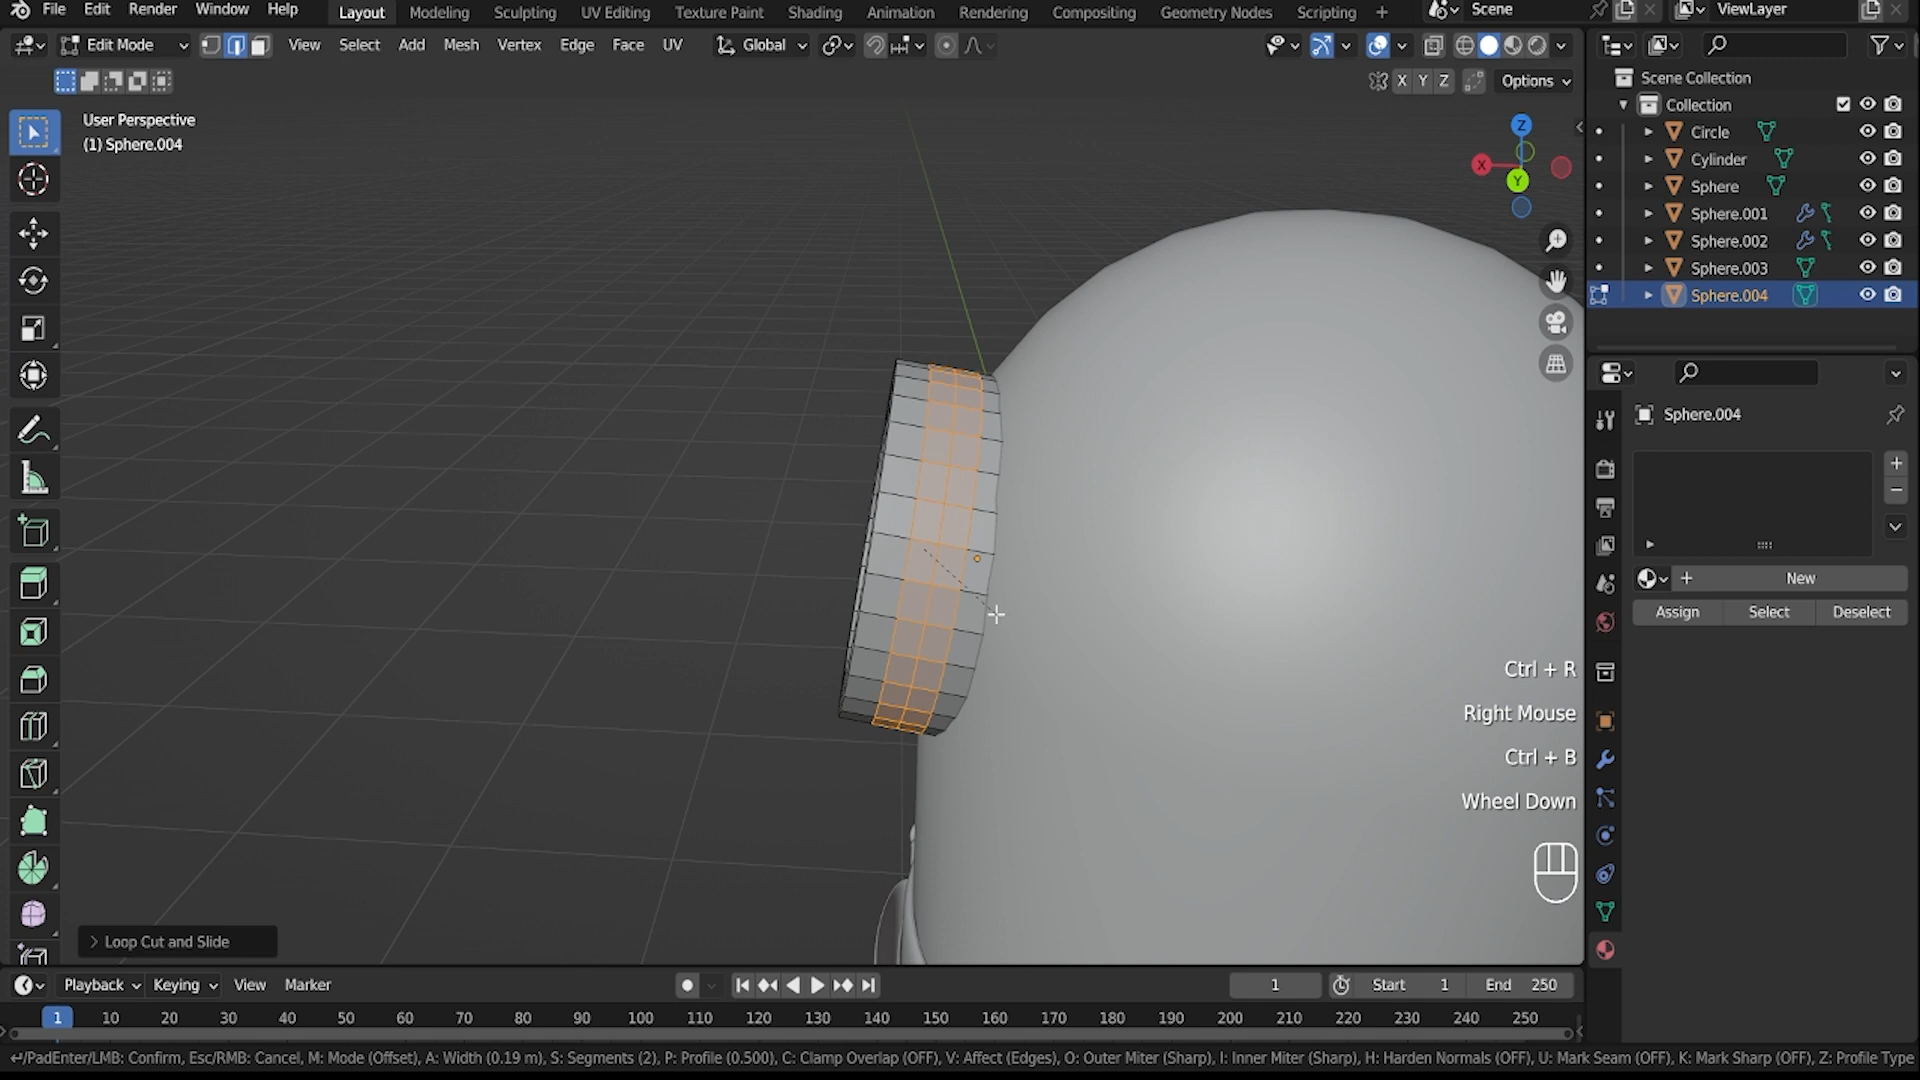 File Edit Render Window Help Layout Modeling Sculpting UV Editing Texture Paint Shading Animation Rendering Compositing Geometry Nodes Scripting + Scene ViewLayer
Edit Mode View Select Add Mesh Vertex Edge Face UV Global
X Y Z Options
User Perspective
(1) Sphere.004
Z
X
Y
Scene Collection
Collection
Circle
Cylinder
Sphere
Sphere.001
Sphere.002
Sphere.003
Sphere.004
Sphere.004
New
Assign Select Deselect
Ctrl + R
Right Mouse
Ctrl + B
Wheel Down
Loop Cut and Slide
Playback Keying View Marker 1 Start 1 End 250
1 10 20 30 40 50 60 70 80 90 100 110 120 130 140 150 160 170 180 190 200 210 220 230 240 250
↵/PadEnter/LMB: Confirm, Esc/RMB: Cancel, M: Mode (Offset), A: Width (0.19 m), S: Segments (2), P: Profile (0.500), C: Clamp Overlap (OFF), V: Affect (Edges), O: Outer Miter (Sharp), I: Inner Miter (Sharp), H: Harden Normals (OFF), U: Mark Seam (OFF), K: Mark Sharp (OFF), Z: Profile Type